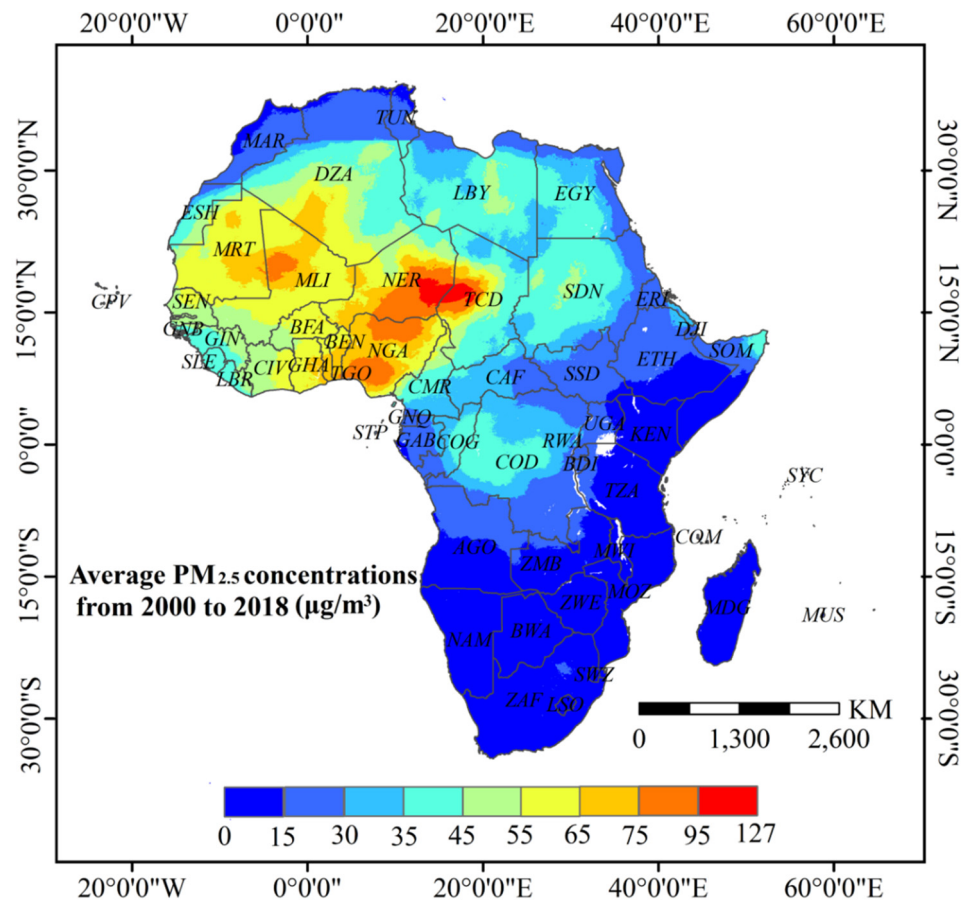 20°0'0"W 0°0'0" 20°0'0"E 40°0'0"E 60°0'0"E
30°0'0"N
15°0'0"N
0°0'0"
15°0'0"S
30°0'0"S
30°0'0"N
15°0'0"N
0°0'0"
15°0'0"S
30°0'0"S
TUN
MAR
DZA
LBY
EGY
ESH
MRT
MLI
NER
TCD
SDN
ERI
CPV
SEN
GNB
GIN
BFA
BEN
DJI
SOM
SLE
LBR
CIV
GHA
TGO
NGA
ETH
CMR
CAF
SSD
GNQ
STP
GAB
COG
UGA
KEN
RWA
COD
BDI
TZA
SYC
COM
AGO
MWI
ZMB
MOZ
ZWE
MDG
MUS
NAM
BWA
SWZ
ZAF
LSO
Average PM2.5 concentrations
from 2000 to 2018 (μg/m³)
KM
0 1,300 2,600
0 15 30 35 45 55 65 75 95 127
20°0'0"W 0°0'0" 20°0'0"E 40°0'0"E 60°0'0"E